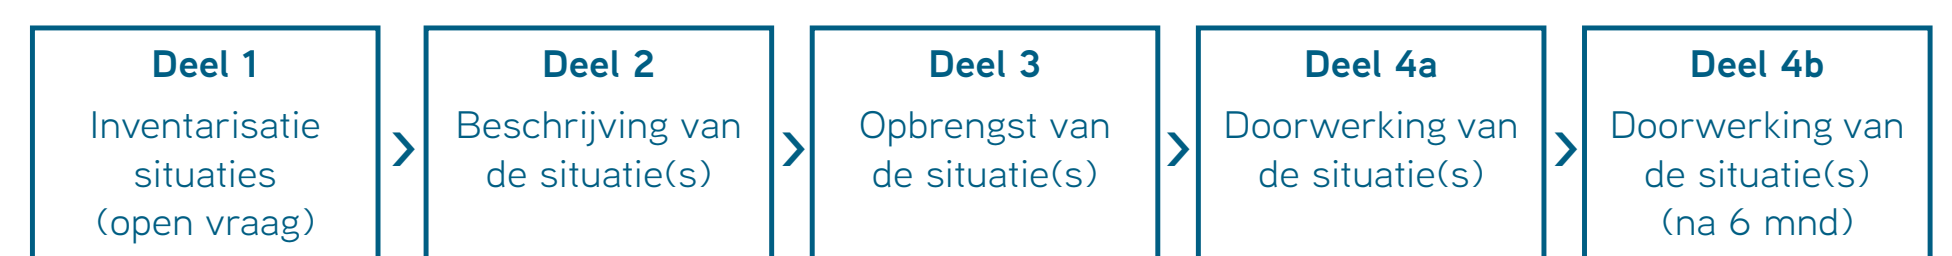 Deel 1
Inventarisatie
situaties
(open vraag)
Deel 2
Beschrijving van
de situatie(s)
Deel 3
Opbrengst van
de situatie(s)
Deel 4a
Doorwerking van
de situatie(s)
Deel 4b
Doorwerking van
de situatie(s)
(na 6 mnd)